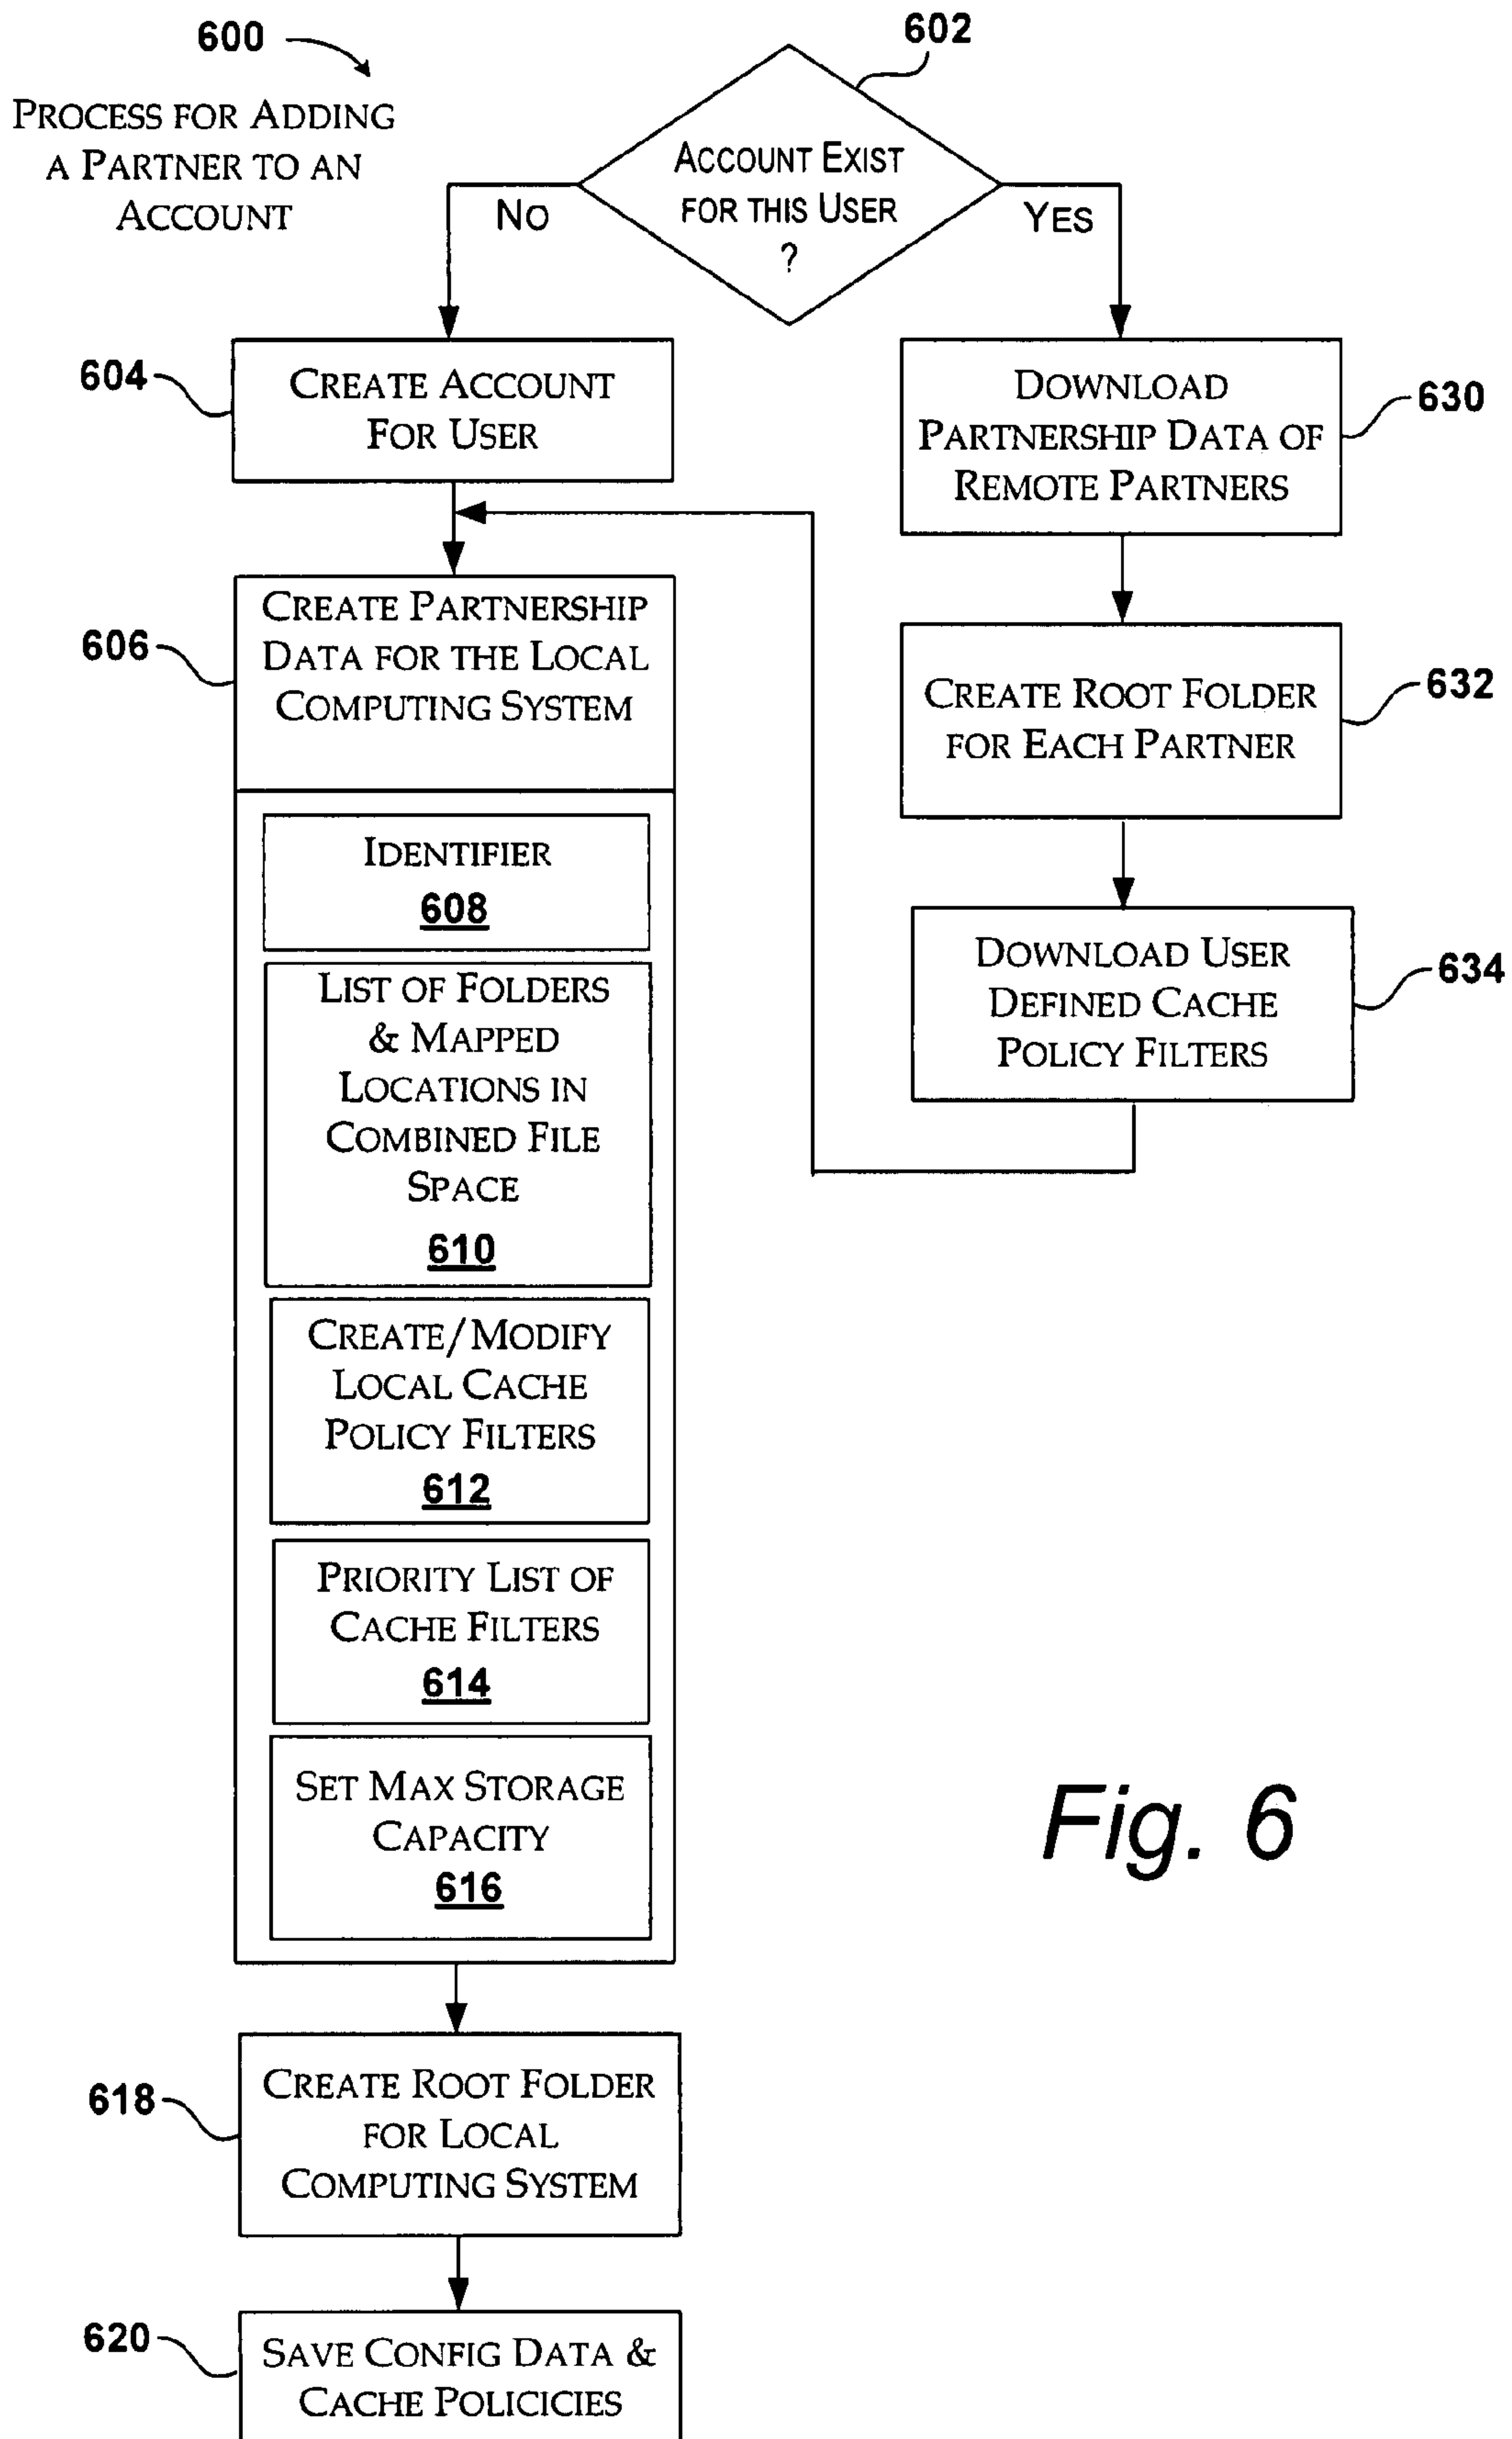 600
PROCESS FOR ADDING
A PARTNER TO AN
ACCOUNT
602
ACCOUNT EXIST
FOR THIS USER
?
NO
YES
604
CREATE ACCOUNT
FOR USER
606
CREATE PARTNERSHIP
DATA FOR THE LOCAL
COMPUTING SYSTEM
IDENTIFIER
608
LIST OF FOLDERS
& MAPPED
LOCATIONS IN
COMBINED FILE
SPACE
610
CREATE/MODIFY
LOCAL CACHE
POLICY FILTERS
612
PRIORITY LIST OF
CACHE FILTERS
614
SET MAX STORAGE
CAPACITY
616
618
CREATE ROOT FOLDER
FOR LOCAL
COMPUTING SYSTEM
620
SAVE CONFIG DATA &
CACHE POLICICIES
DOWNLOAD
PARTNERSHIP DATA OF
REMOTE PARTNERS
630
CREATE ROOT FOLDER
FOR EACH PARTNER
632
DOWNLOAD USER
DEFINED CACHE
POLICY FILTERS
634
Fig. 6